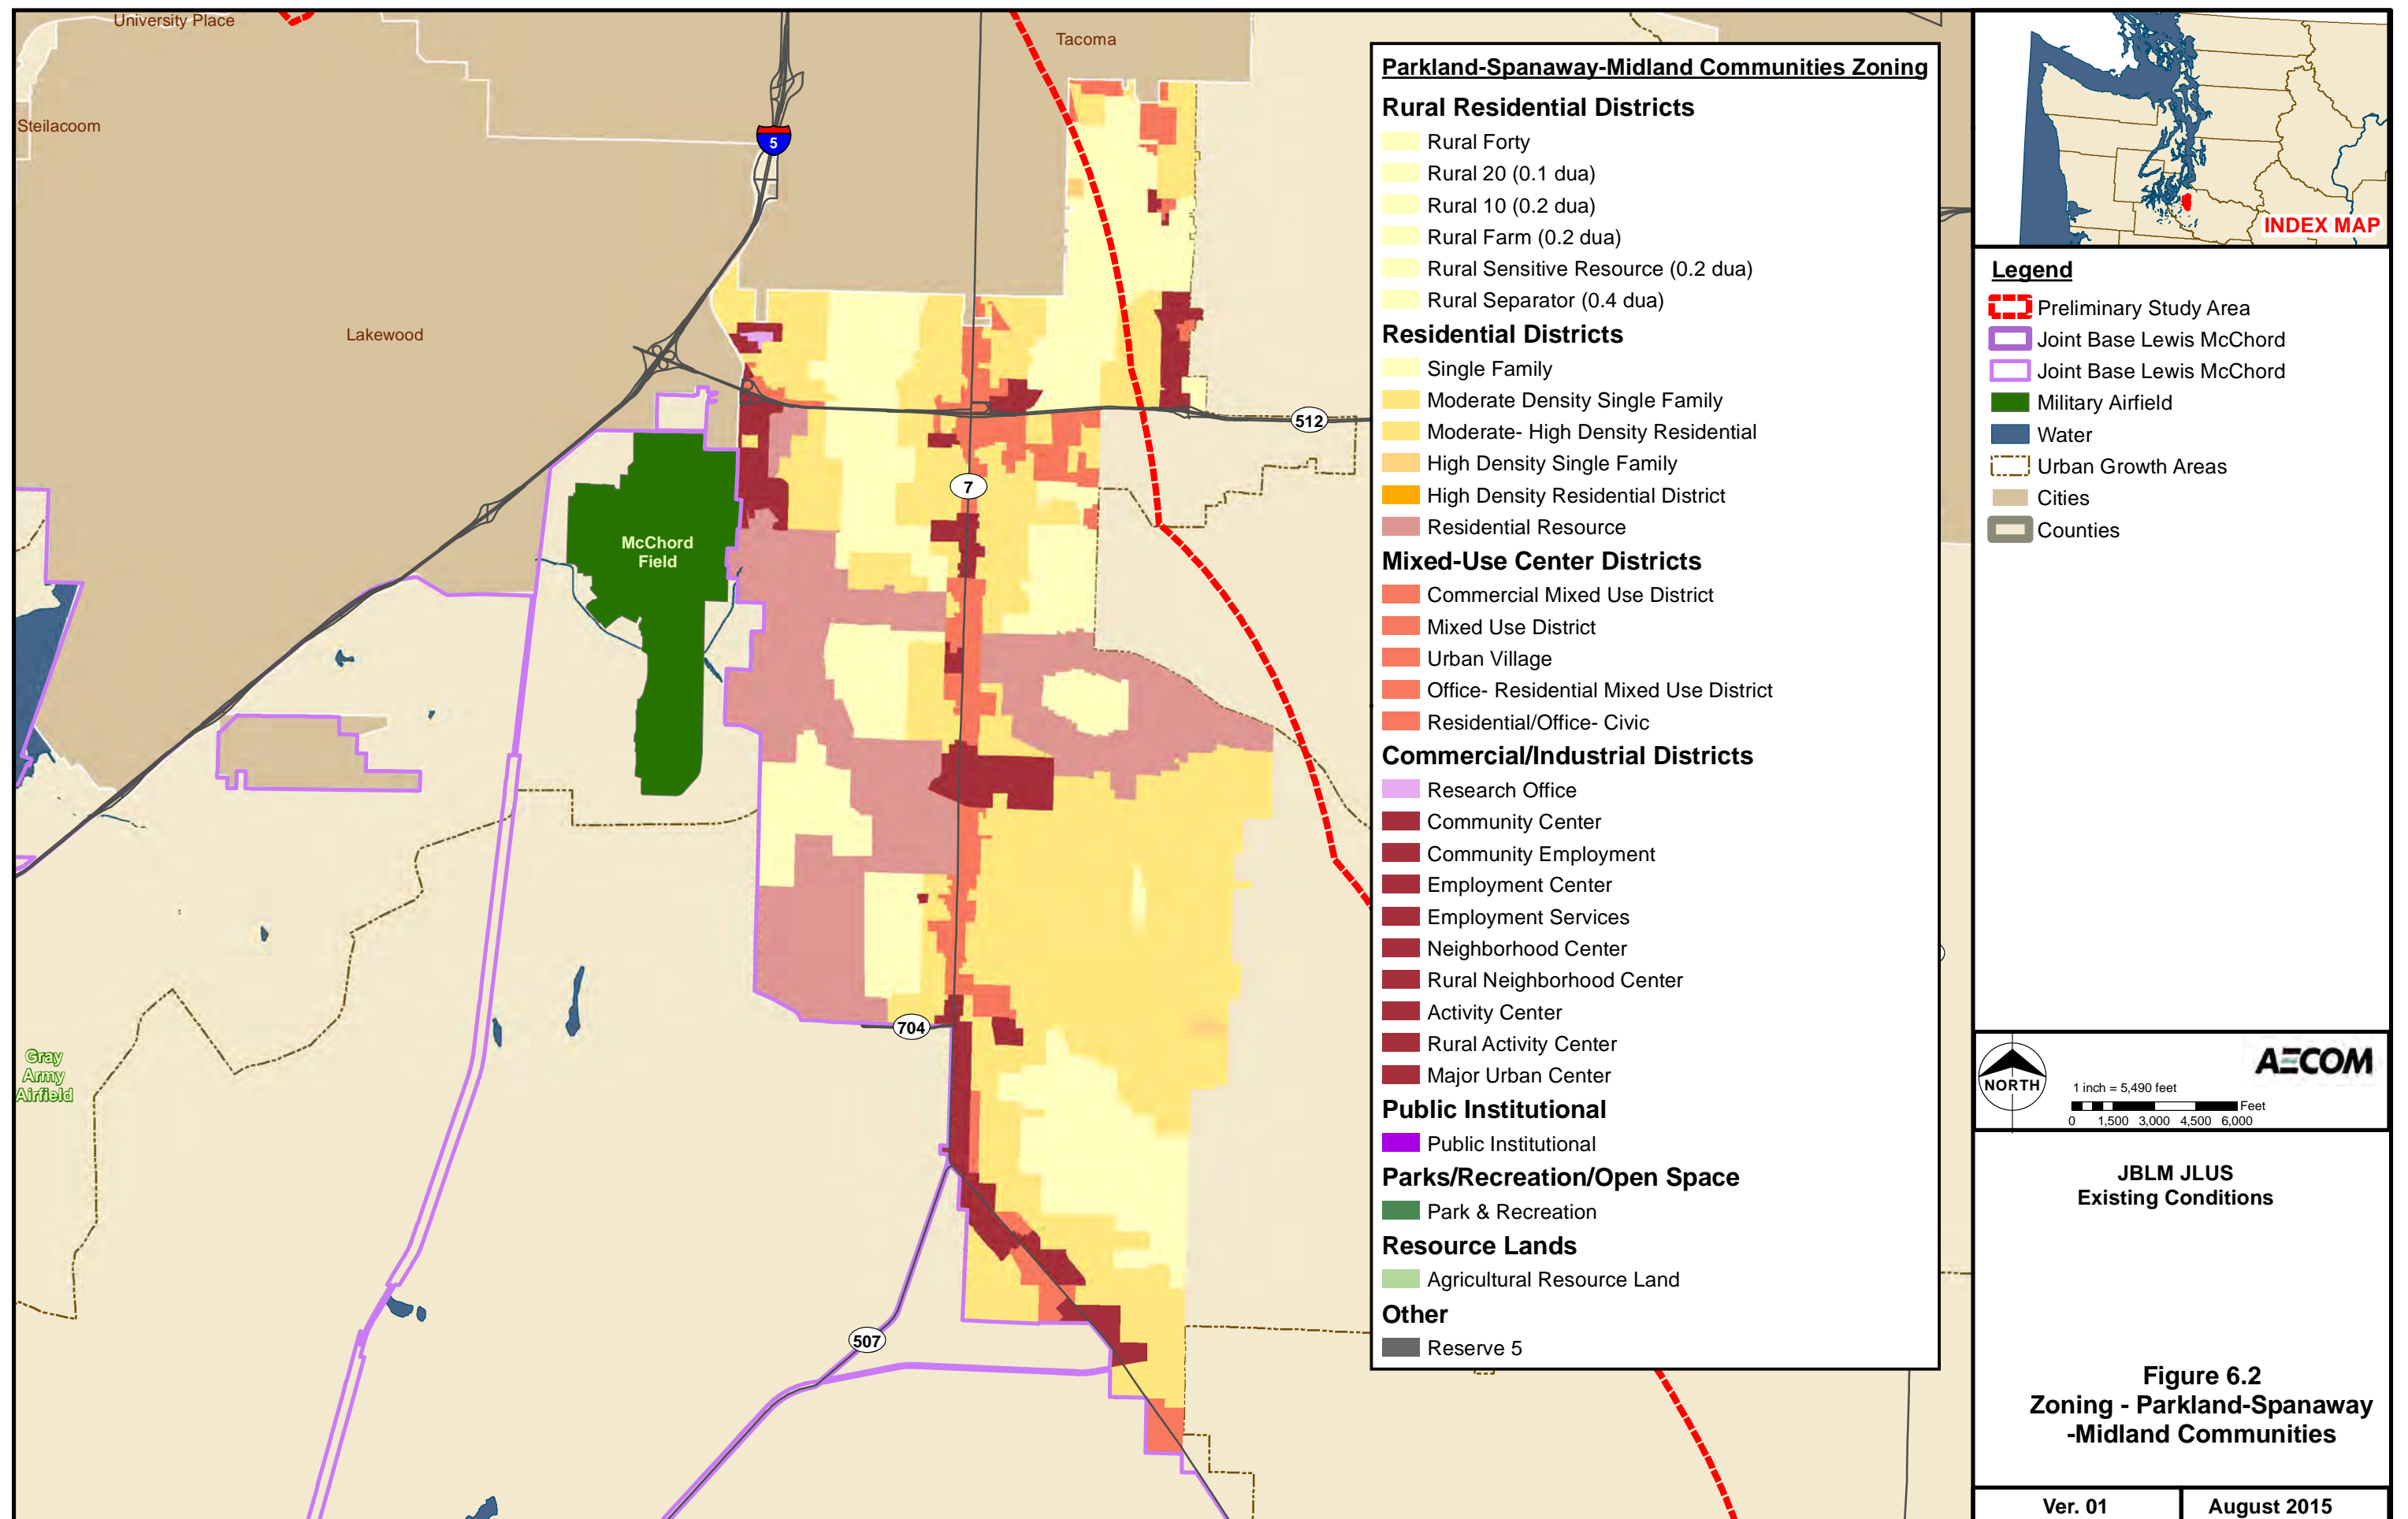 University Place
Tacoma
Steilacoom
5
Lakewood
512
7
McChord
Field
704
Gray
Army
Airfield
507
Parkland-Spanaway-Midland Communities Zoning
Rural Residential Districts
Rural Forty
Rural 20 (0.1 dua)
Rural 10 (0.2 dua)
Rural Farm (0.2 dua)
Rural Sensitive Resource (0.2 dua)
Rural Separator (0.4 dua)
Residential Districts
Single Family
Moderate Density Single Family
Moderate- High Density Residential
High Density Single Family
High Density Residential District
Residential Resource
Mixed-Use Center Districts
Commercial Mixed Use District
Mixed Use District
Urban Village
Office- Residential Mixed Use District
Residential/Office- Civic
Commercial/Industrial Districts
Research Office
Community Center
Community Employment
Employment Center
Employment Services
Neighborhood Center
Rural Neighborhood Center
Activity Center
Rural Activity Center
Major Urban Center
Public Institutional
Public Institutional
Parks/Recreation/Open Space
Park & Recreation
Resource Lands
Agricultural Resource Land
Other
Reserve 5
INDEX MAP
Legend
Preliminary Study Area
Joint Base Lewis McChord
Joint Base Lewis McChord
Military Airfield
Water
Urban Growth Areas
Cities
Counties
NORTH
AECOM
1 inch = 5,490 feet
Feet
0 1,500 3,000 4,500 6,000
JBLM JLUS
Existing Conditions
Figure 6.2
Zoning - Parkland-Spanaway
-Midland Communities
Ver. 01
August 2015